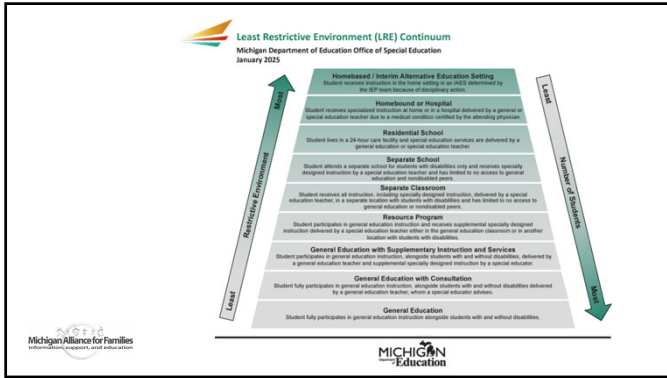 Least Restrictive Environment (LRE) Continuum
Michigan Department of Education Office of Special Education
January 2025
Homebased / Interim Alternative Education Setting
Student receives instruction in the home setting in an IAES determined by
the IEP team because of disciplinary action.
Homebound or Hospital
Student receives specialized instruction at home or in a hospital delivered by a general or
special education teacher due to a medical condition certified by the attending physician.
Residential School
Student lives in a 24-hour care facility and special education services are delivered by a
general education or special education teacher.
Separate School
Student attends a separate school for students with disabilities only and receives specially
designed instruction by a special education teacher and has limited to no access to general
education and nondisabled peers.
Separate Classroom
Student receives all instruction, including specially designed instruction, delivered by a special
education teacher, in a separate location with students with disabilities and has limited to no access to
general education or nondisabled peers.
Resource Program
Student participates in general education instruction and receives supplemental specially designed
instruction delivered by a special education teacher either in the general education classroom or in another
location with students with disabilities.
General Education with Supplementary Instruction and Services
Student participates in general education instruction, alongside students with and without disabilities, delivered by
a general education teacher and supplemental specially designed instruction by a special educator.
General Education with Consultation
Student fully participates in general education instruction, alongside students with and without disabilities delivered
by a general education teacher, whom a special educator advises.
General Education
Student fully participates in general education instruction alongside students with and without disabilities.
Most
Restrictive Environment
Least
Least
Number of Students
Most
Michigan Alliance for Families
information, support, and education
MICHIGAN
Department of
Education